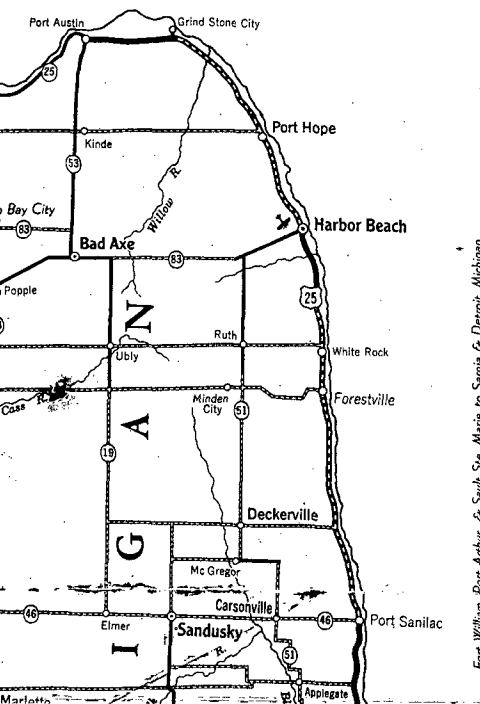 Port Austin
Grind Stone City
25
Kinde
Port Hope
53
Willow R.
Bay City
83
Bad Axe
83
Harbor Beach
Popple
25
N
Ubly
Ruth
White Rock
Cass R.
Minden
City
51
Forestville
A
19
Deckerville
G
Mc Gregor
46
Elmer
Carsonville
46
Port Sanilac
Sandusky
I
R.
51
Marlette
Applegate
Fort William, Port Arthur, & Sault Ste. Marie to Sarnia & Detroit, Michigan